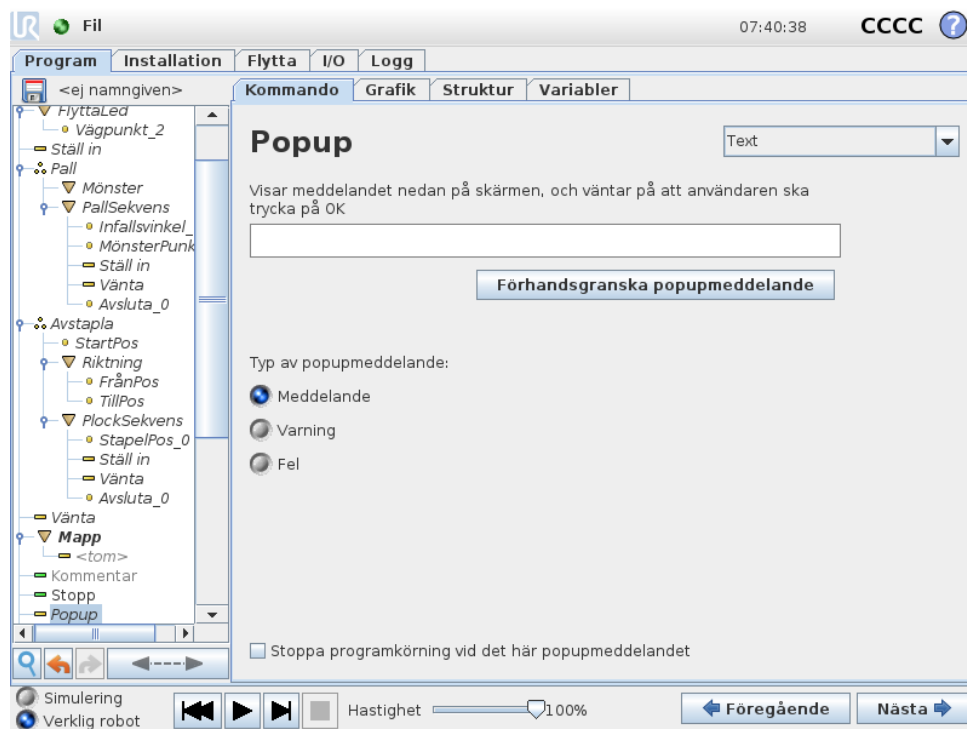 UR Fil 07:40:38 CCCC ?
Program Installation Flytta I/O Logg
<ej namngiven>
Kommando Grafik Struktur Variabler
FlyttaLed
Vägpunkt_2
Ställ in
Pall
Mönster
PallSekvens
Infallsvinkel_
MönsterPunk
Ställ in
Vänta
Avsluta_0
Avstapla
StartPos
Riktning
FrånPos
TillPos
PlockSekvens
StapelPos_0
Ställ in
Vänta
Avsluta_0
Vänta
Mapp
<tom>
Kommentar
Stopp
Popup
Popup
Text
Visar meddelandet nedan på skärmen, och väntar på att användaren ska
trycka på OK
Förhandsgranska popupmeddelande
Typ av popupmeddelande:
Meddelande
Varning
Fel
Stoppa programkörning vid det här popupmeddelandet
Simulering
Verklig robot
Hastighet 100%
Föregående Nästa